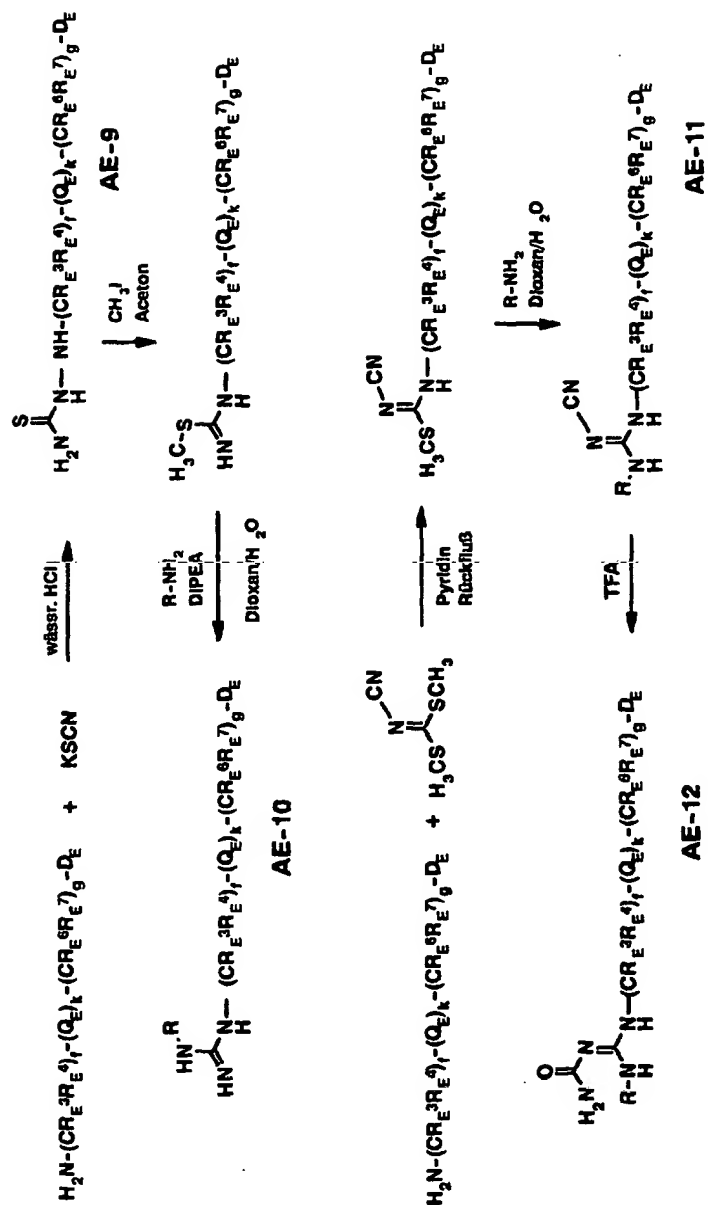 H2N-(CRE3RE4)f-(QE)k-(CRE6RE7)g-DE + KSCN
wässr. HCl
S
H2N N— NH-(CRE3RE4)f-(QE)k-(CRE6RE7)g-DE
H
AE-9
CH3I
Aceton
H3C-S
HN N—(CRE3RE4)f-(QE)k-(CRE6RE7)g-DE
H
R-NH2
DIPEA
Dioxan/H2O
HN-R
HN N—(CRE3RE4)f-(QE)k-(CRE6RE7)g-DE
H
AE-10
H2N-(CRE3RE4)f-(QE)k-(CRE6RE7)g-DE + H3CS SCH3
N CN
Pyridin
Rückfluß
N CN
H3CS N—(CRE3RE4)f-(QE)k-(CRE6RE7)g-DE
H
R-NH2
Dioxan/H2O
N CN
R. N N—(CRE3RE4)f-(QE)k-(CRE6RE7)g-DE
H H
AE-11
TFA
O
H2N N
R-N N—(CRE3RE4)f-(QE)k-(CRE6RE7)g-DE
H H
AE-12